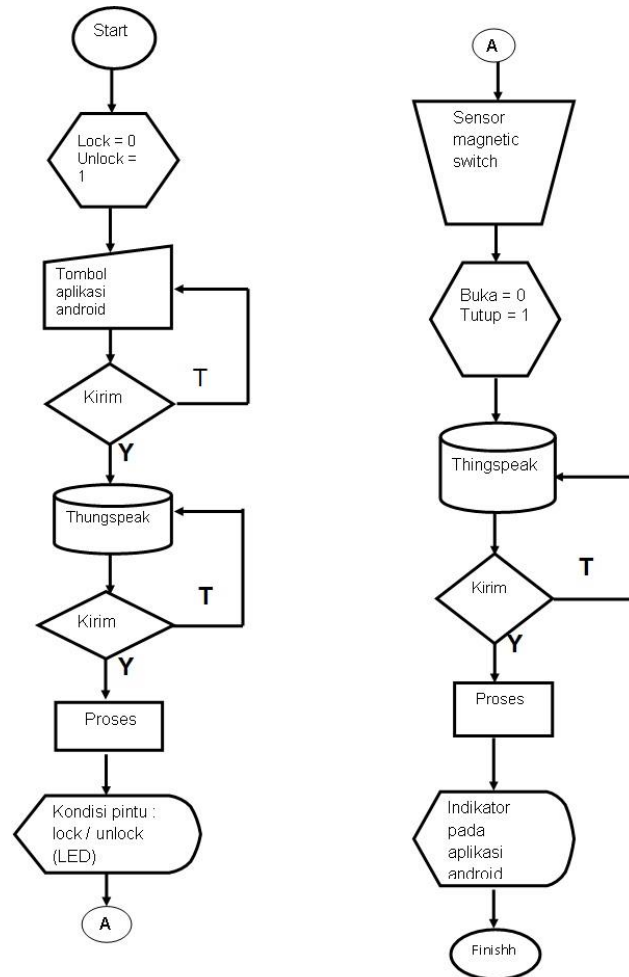 Start
Lock = 0
Unlock =
1
Tombol
aplikasi
android
Kirim
T
Y
Thungspeak
Kirim
T
Y
Proses
Kondisi pintu :
lock / unlock
(LED)
A
A
Sensor
magnetic
switch
Buka = 0
Tutup = 1
Thingspeak
Kirim
T
Y
Proses
Indikator
pada
aplikasi
android
Finishh